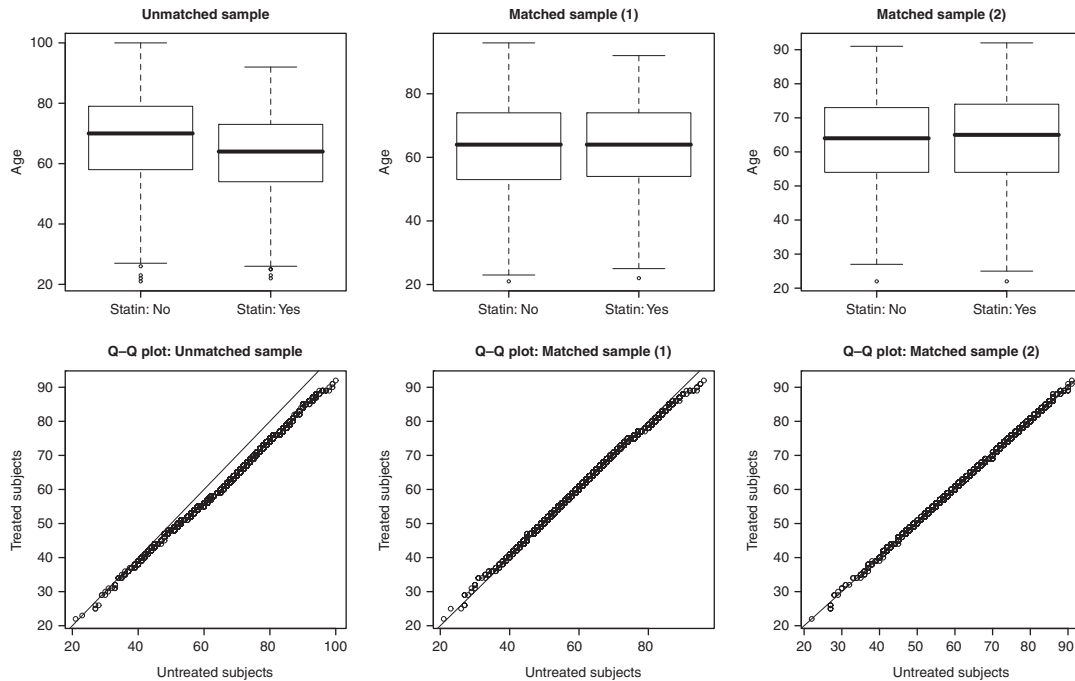 Unmatched sample
Age
100
80
60
40
20
Statin: No
Statin: Yes
Matched sample (1)
Age
80
60
40
20
Statin: No
Statin: Yes
Matched sample (2)
Age
90
80
70
60
50
40
30
20
Statin: No
Statin: Yes
Q–Q plot: Unmatched sample
Treated subjects
90
80
70
60
50
40
30
20
20 40 60 80 100
Untreated subjects
Q–Q plot: Matched sample (1)
Treated subjects
90
80
70
60
50
40
30
20
20 40 60 80
Untreated subjects
Q–Q plot: Matched sample (2)
Treated subjects
90
80
70
60
50
40
30
20
20 30 40 50 60 70 80 90
Untreated subjects